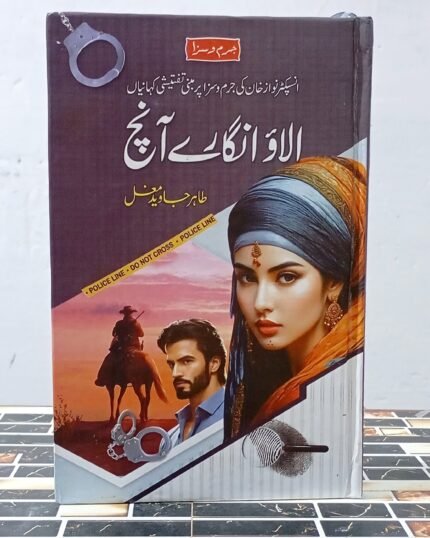 جرم و سزا
انسپکٹر نواز خان کی جرم و سزا پر مبنی تفتیشی کہانیاں
الاؤ انگارے آنچ
طاہر جاوید مغل
• POLICE LINE • DO NOT CROSS • POLICE LINE